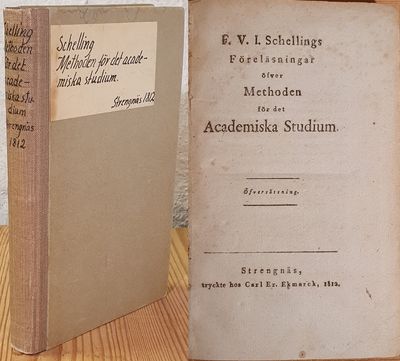 Schelling
Methoden
för det
acade-
miska stu-
dium
Strengnäs
1812
Schelling
Methoden för det acade-
miska studium.
Strengnäs 1812
F. V. I. Schellings
Föreläsningar
öfver
Methoden
för det
Academiska Studium.
Öfversättning.
Strengnäs,
tryckte hos Carl Er. Ekmarck, 1812.